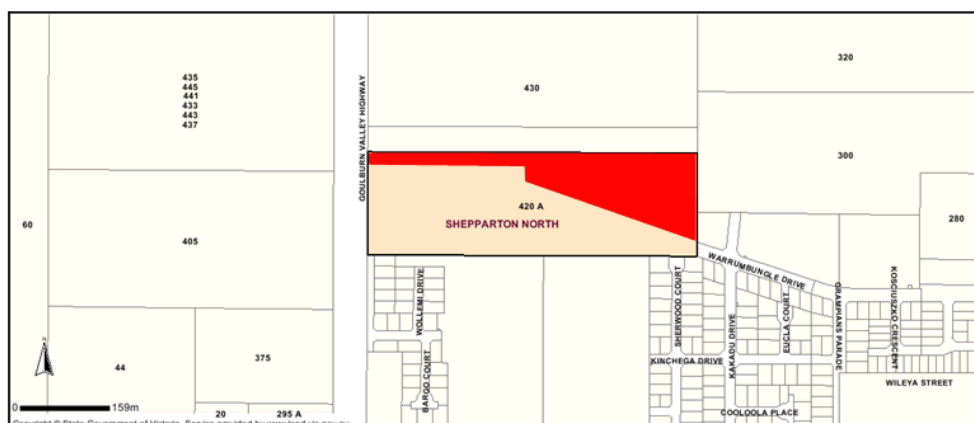 435
445
441
433
443
437
430
320
300
280
60
405
420 A
SHEPPARTON NORTH
GOULBURN VALLEY HIGHWAY
WARRUMBUNGLE DRIVE
WOLLEMI DRIVE
SHERWOOD COURT
KAKADU DRIVE
EUCLA COURT
GRAMPIANS PARADE
KOSCIUSZKO CRESCENT
BARGO COURT
KINCHEGA DRIVE
WILEYA STREET
COOLOOLA PLACE
44
375
20
295 A
0
159m